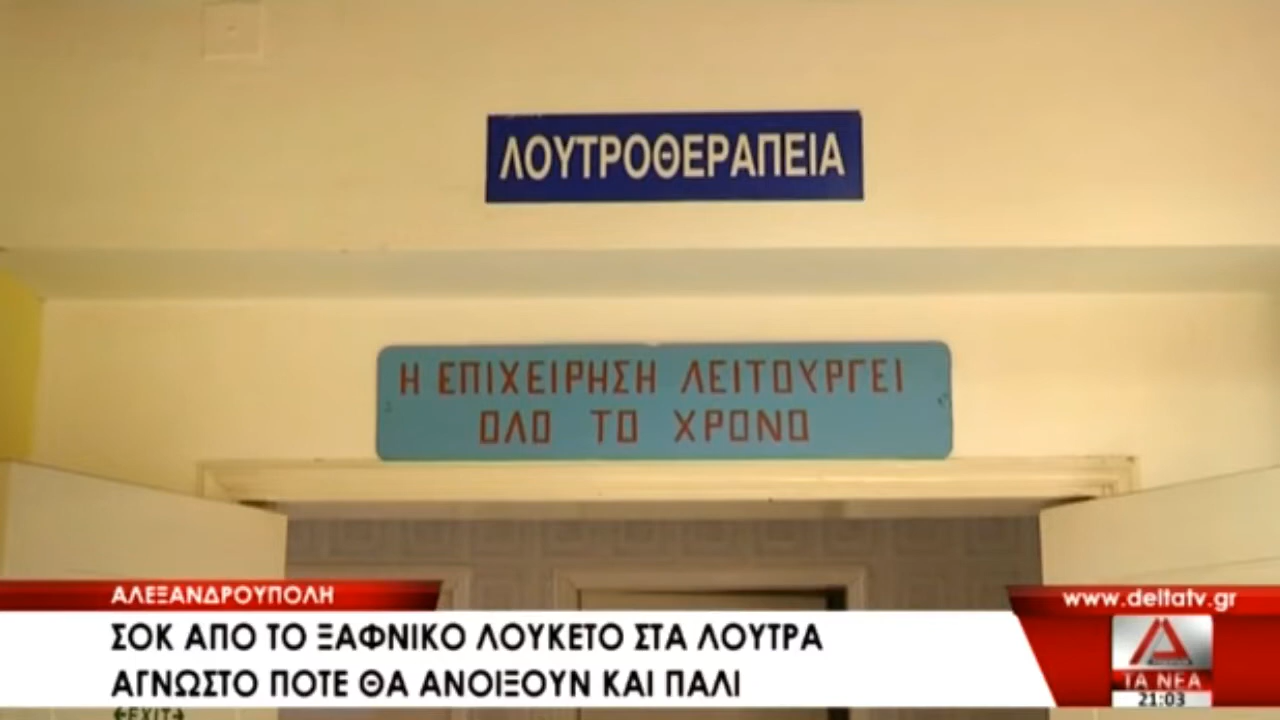 ΛΟΥΤΡΟΘΕΡΑΠΕΙΑ
Η ΕΠΙΧΕΙΡΗΣΗ ΛΕΙΤΟΥΡΓΕΙ
ΟΛΟ ΤΟ ΧΡΟΝΟ
ΑΛΕΞΑΝΔΡΟΥΠΟΛΗ
www.deltatv.gr
ΣΟΚ ΑΠΟ ΤΟ ΞΑΦΝΙΚΟ ΛΟΥΚΕΤΟ ΣΤΑ ΛΟΥΤΡΑ
ΑΓΝΩΣΤΟ ΠΟΤΕ ΘΑ ΑΝΟΙΞΟΥΝ ΚΑΙ ΠΑΛΙ
ΤΑ ΝΕΑ
21:03
←EXIT→